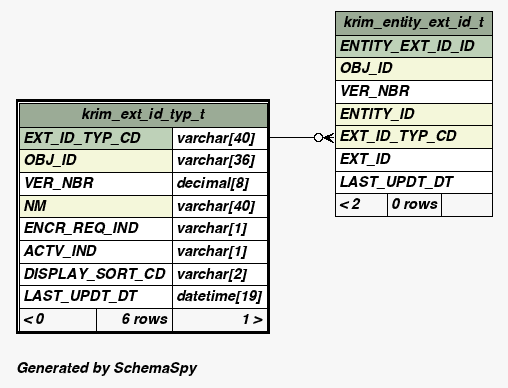 krim_entity_ext_id_t
ENTITY_EXT_ID_ID
OBJ_ID
VER_NBR
ENTITY_ID
EXT_ID_TYP_CD
EXT_ID
LAST_UPDT_DT
< 2 0 rows
krim_ext_id_typ_t
EXT_ID_TYP_CD varchar[40]
OBJ_ID varchar[36]
VER_NBR decimal[8]
NM varchar[40]
ENCR_REQ_IND varchar[1]
ACTV_IND varchar[1]
DISPLAY_SORT_CD varchar[2]
LAST_UPDT_DT datetime[19]
< 0 6 rows 1 >
Generated by SchemaSpy